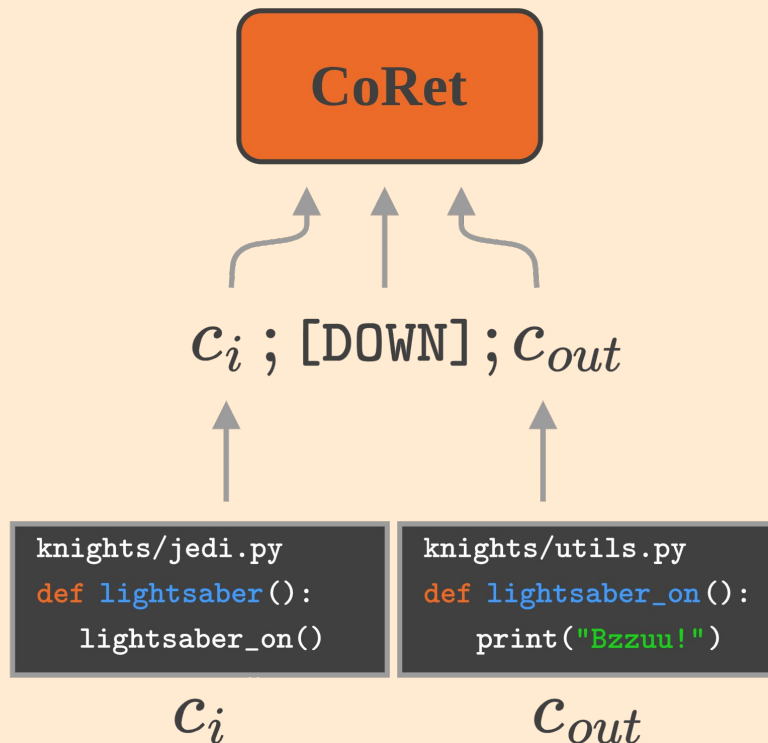 CoRet
c_i ; [DOWN] ; c_out
knights/jedi.py
def lightsaber():
lightsaber_on()
knights/utils.py
def lightsaber_on():
print("Bzzuu!")
c_i
c_out